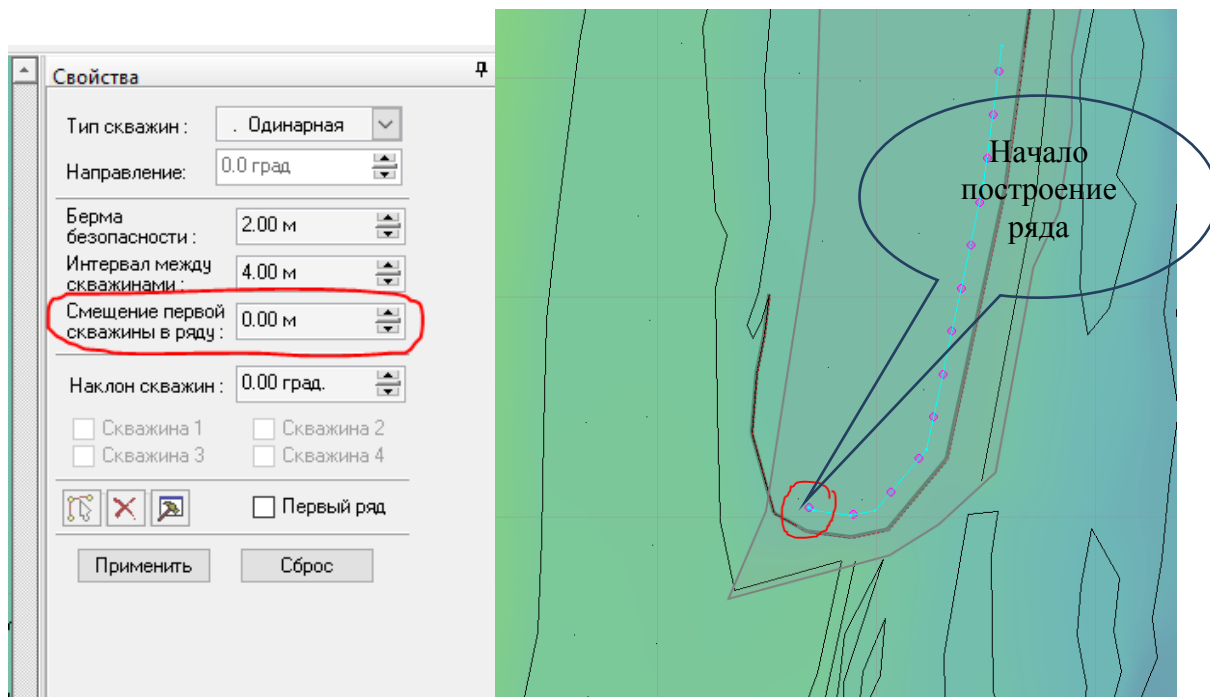 Свойства
Тип скважин :
. Одинарная
Направление:
0.0 град
Берма
безопасности :
2.00 м
Интервал между
скважинами :
4.00 м
Смещение первой
скважины в ряду :
0.00 м
Наклон скважин :
0.00 град.
Скважина 1
Скважина 2
Скважина 3
Скважина 4
Первый ряд
Применить
Сброс
Начало
построение
ряда